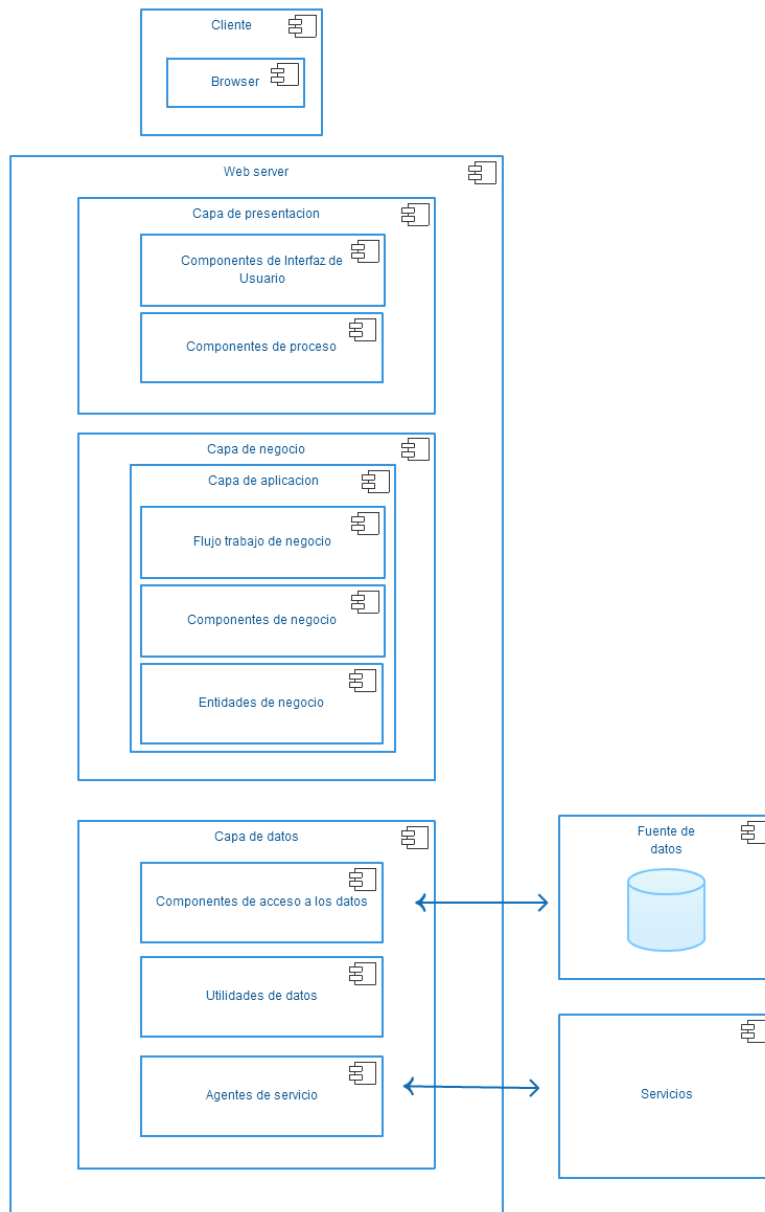 Cliente
Browser
Web server
Capa de presentacion
Componentes de Interfaz de
Usuario
Componentes de proceso
Capa de negocio
Capa de aplicacion
Flujo trabajo de negocio
Componentes de negocio
Entidades de negocio
Capa de datos
Componentes de acceso a los datos
Utilidades de datos
Agentes de servicio
Fuente de
datos
Servicios